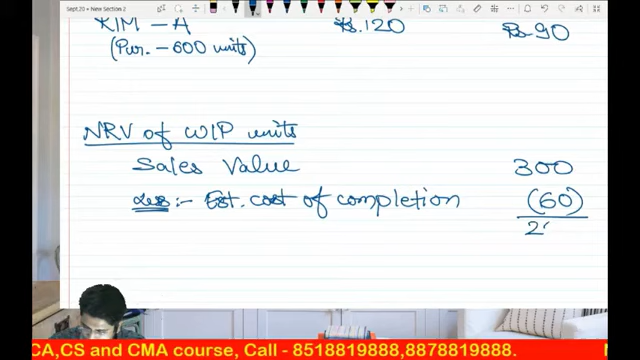 Sept 20 • New Section 2
R|M – A Rs.120 Rs.90
(Pur. – 600 units)
NRV of WIP units
Sales Value 300
Less:- Est. cost of completion (60)
2
CA,CS and CMA course, Call - 8518819888,8878819888.